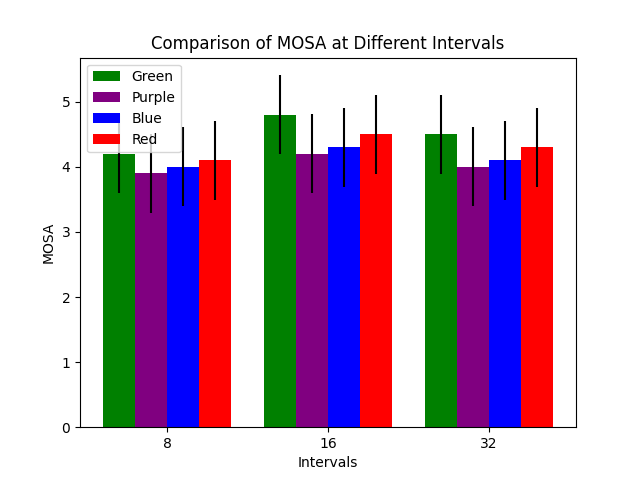 Comparison of MOSA at Different Intervals
Green
Purple
Blue
Red
MOSA
5
4
3
2
1
0
8
16
32
Intervals